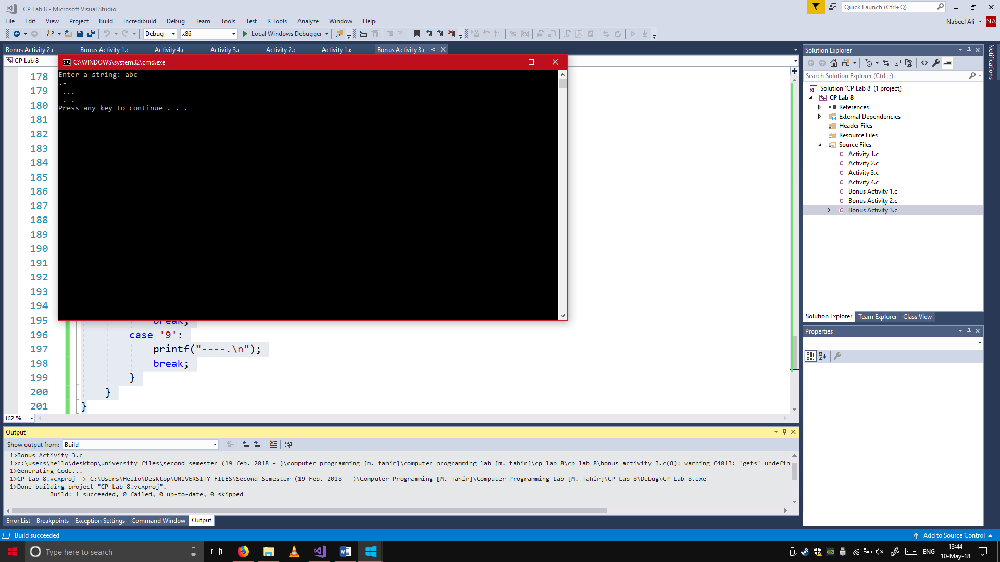 CP Lab 8 - Microsoft Visual Studio
Quick Launch (Ctrl+Q)
File Edit View Project Build Incredibuild Debug Team Tools Test R Tools Analyze Window Help
Nabeel Ali NA
Debug x86 Local Windows Debugger
Bonus Activity 2.c Bonus Activity 1.c Activity 4.c Activity 3.c Activity 2.c Activity 1.c Bonus Activity 3.c
CP Lab 8
C:\WINDOWS\system32\cmd.exe
Enter a string: abc
.-
-...
-.-.
Press any key to continue . . .
178
179
180
181
182
183
184
185
186
187
188
189
190
191
192
193
194
195 break;
196 case '9':
197 printf("----.\n");
198 break;
199 }
200 }
201 }
162 %
Solution Explorer
Search Solution Explorer (Ctrl+;)
Solution 'CP Lab 8' (1 project)
CP Lab 8
References
External Dependencies
Header Files
Resource Files
Source Files
Activity 1.c
Activity 2.c
Activity 3.c
Activity 4.c
Bonus Activity 1.c
Bonus Activity 2.c
Bonus Activity 3.c
Solution Explorer Team Explorer Class View
Properties
Notifications
Output
Show output from: Build
1>Bonus Activity 3.c
1>c:\users\hello\desktop\university files\second semester (19 feb. 2018 - )\computer programming [m. tahir]\computer programming lab [m. tahir]\cp lab 8\cp lab 8\bonus activity 3.c(8): warning C4013: 'gets' undefin
1>Generating Code...
1>CP Lab 8.vcxproj -> C:\Users\Hello\Desktop\UNIVERSITY FILES\Second Semester (19 Feb. 2018 - )\Computer Programming [M. Tahir]\Computer Programming Lab [M. Tahir]\CP Lab 8\Debug\CP Lab 8.exe
1>Done building project "CP Lab 8.vcxproj".
========== Build: 1 succeeded, 0 failed, 0 up-to-date, 0 skipped ==========
Error List Breakpoints Exception Settings Command Window Output
Build succeeded
Add to Source Control
Type here to search
ENG
13:44
10-May-18